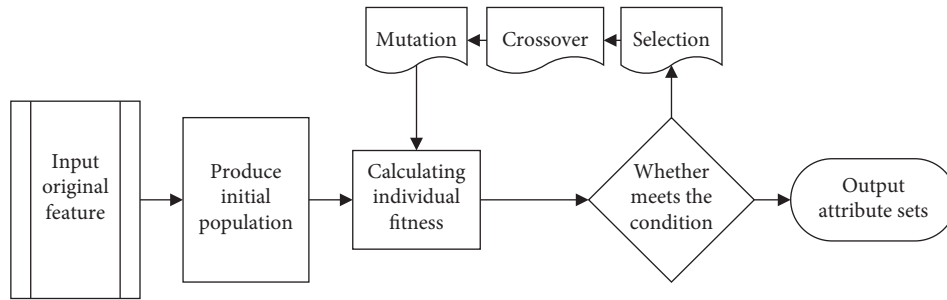 Mutation
Crossover
Selection
Input
original
feature
Produce
initial
population
Calculating
individual
fitness
Whether
meets the
condition
Output
attribute sets